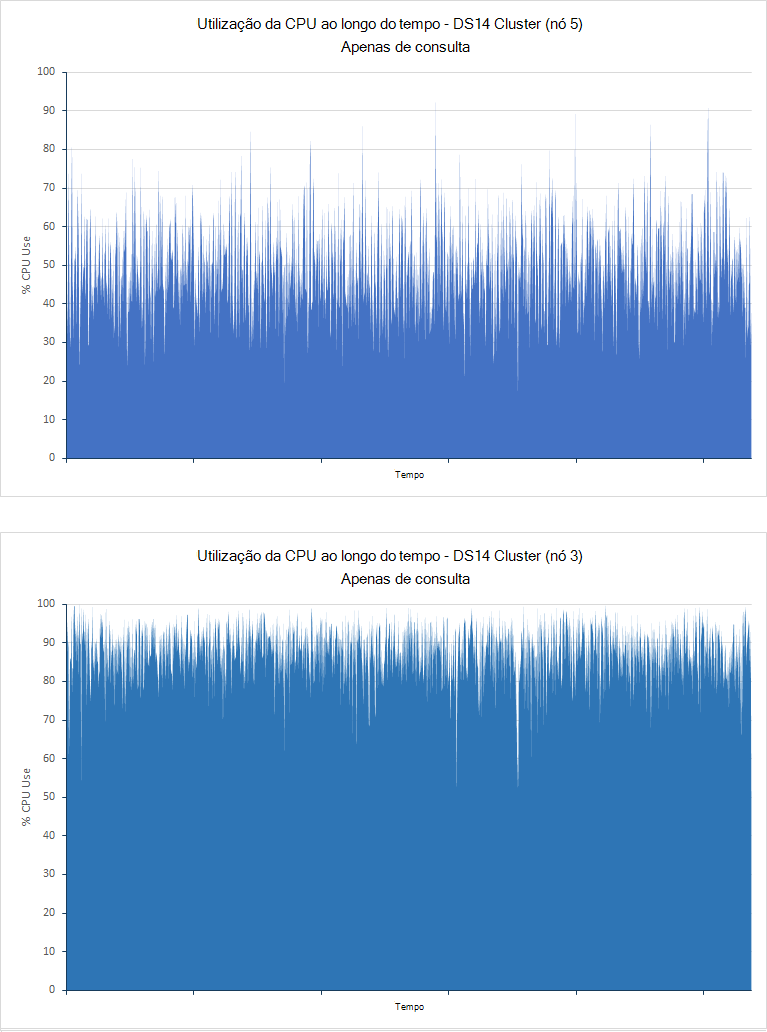 Utilização da CPU ao longo do tempo - DS14 Cluster (nó 5)
Apenas de consulta
100
90
80
70
60
50
40
30
20
10
0
% CPU Use
Tempo
Utilização da CPU ao longo do tempo - DS14 Cluster (nó 3)
Apenas de consulta
100
90
80
70
60
50
40
30
20
10
0
% CPU Use
Tempo